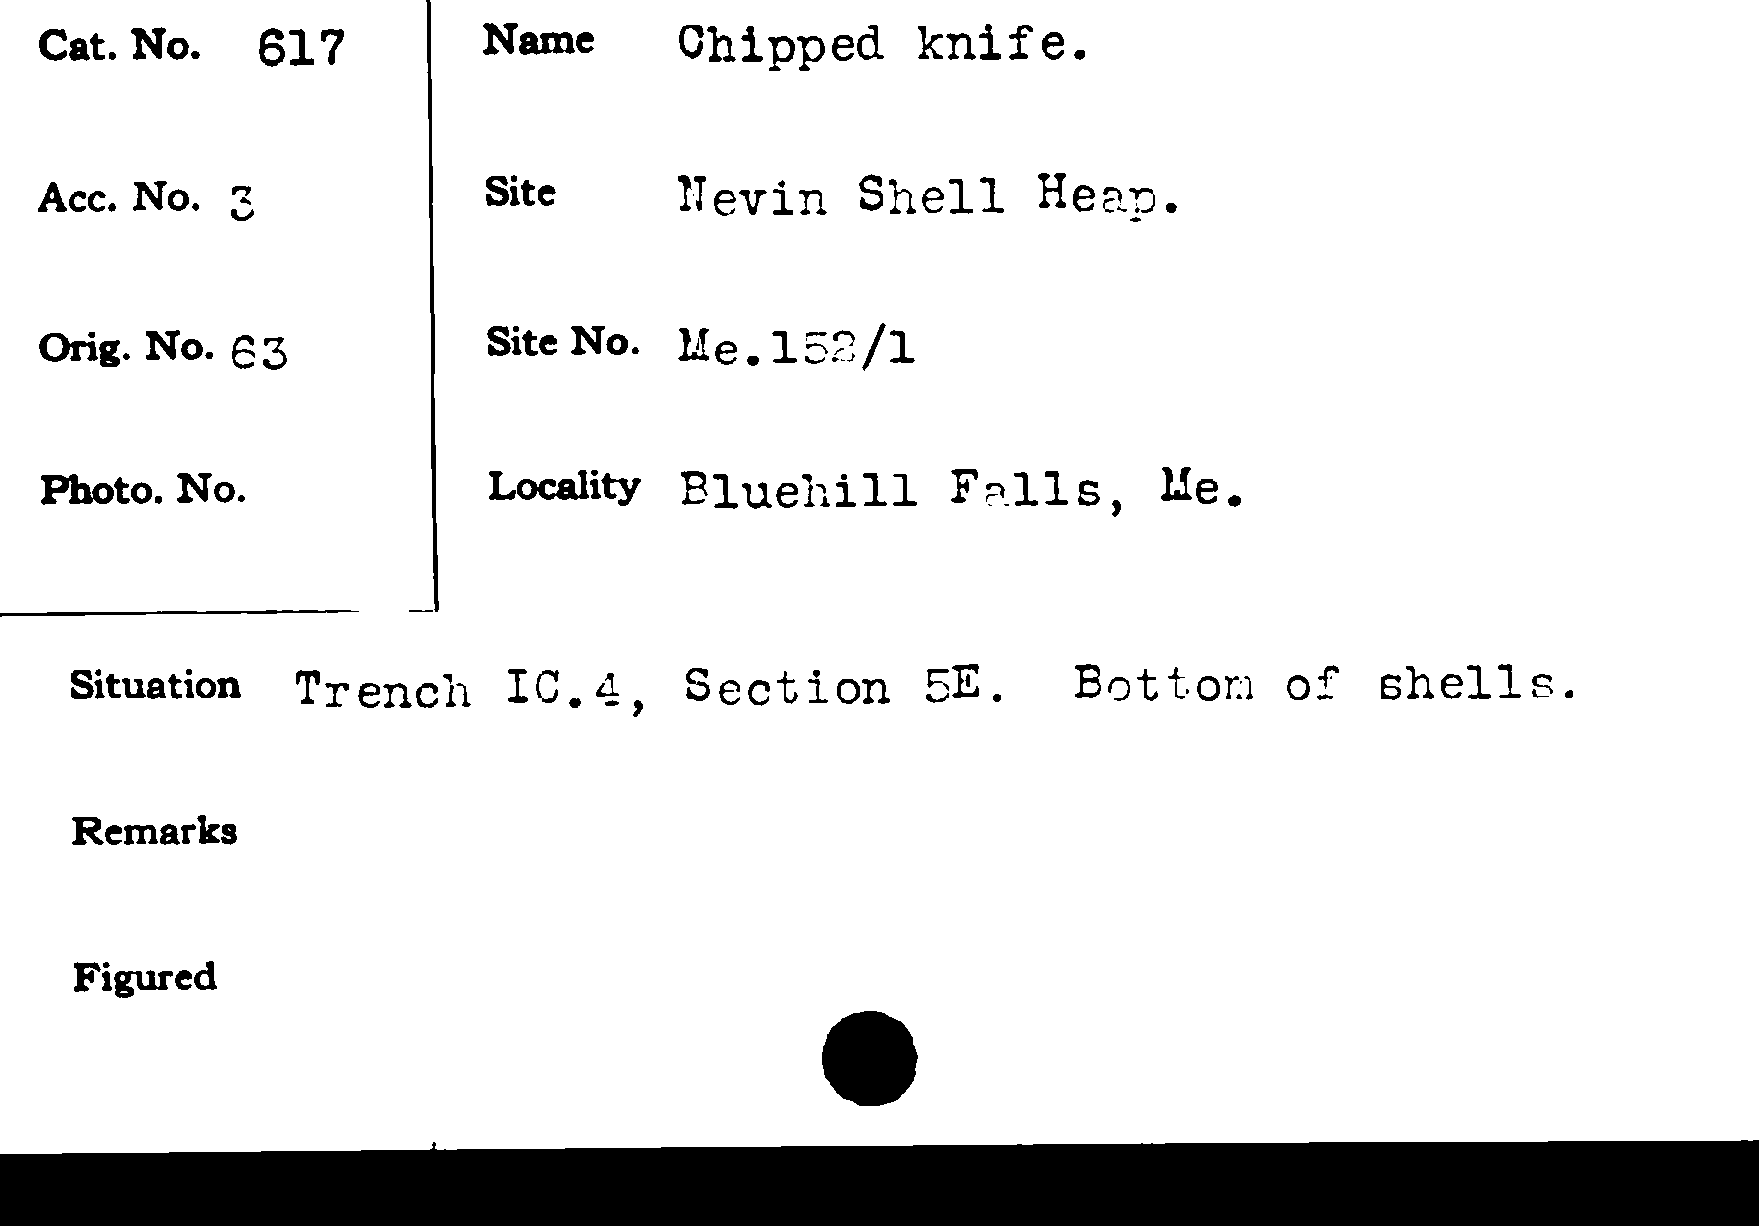 Cat. No. 617 Name Chipped knife.
Acc. No. 3 Site Nevin Shell Heap.
Orig. No. 63 Site No. Me.152/1
Photo. No. Locality Bluehill Falls, Me.
Situation Trench IC.4, Section 5E. Bottom of shells.
Remarks
Figured